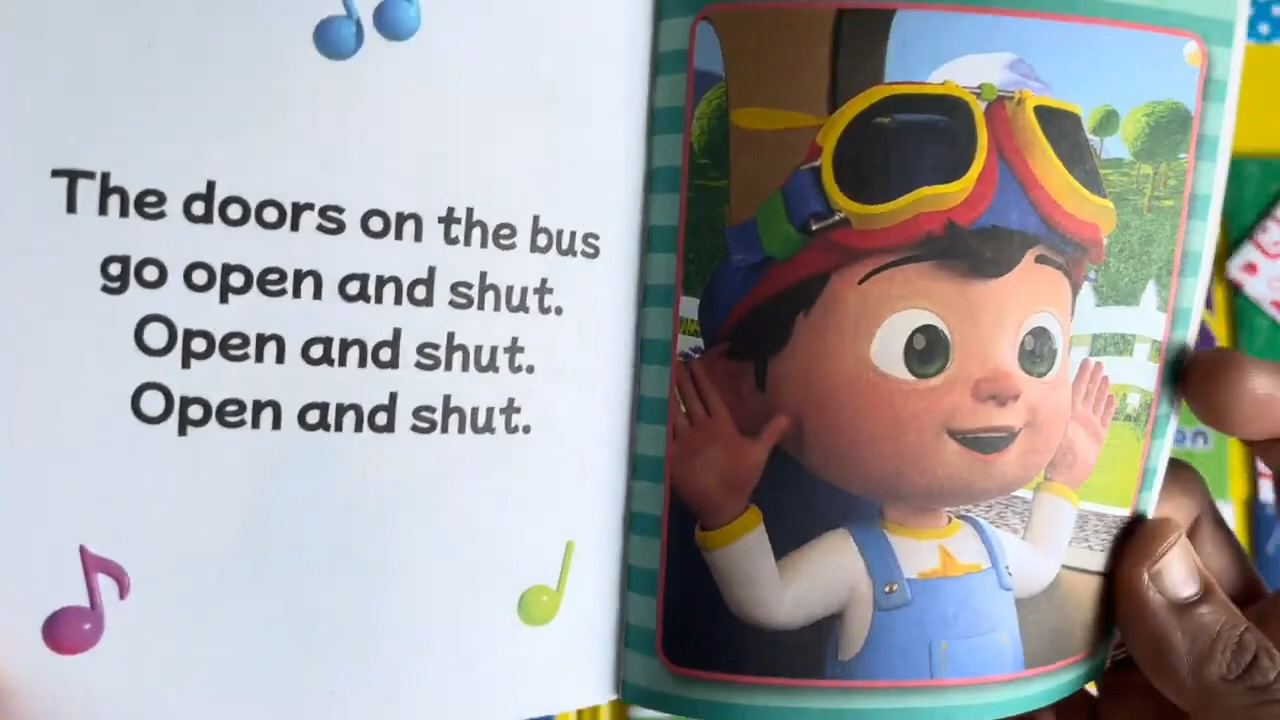 The doors on the bus
go open and shut.
Open and shut.
Open and shut.